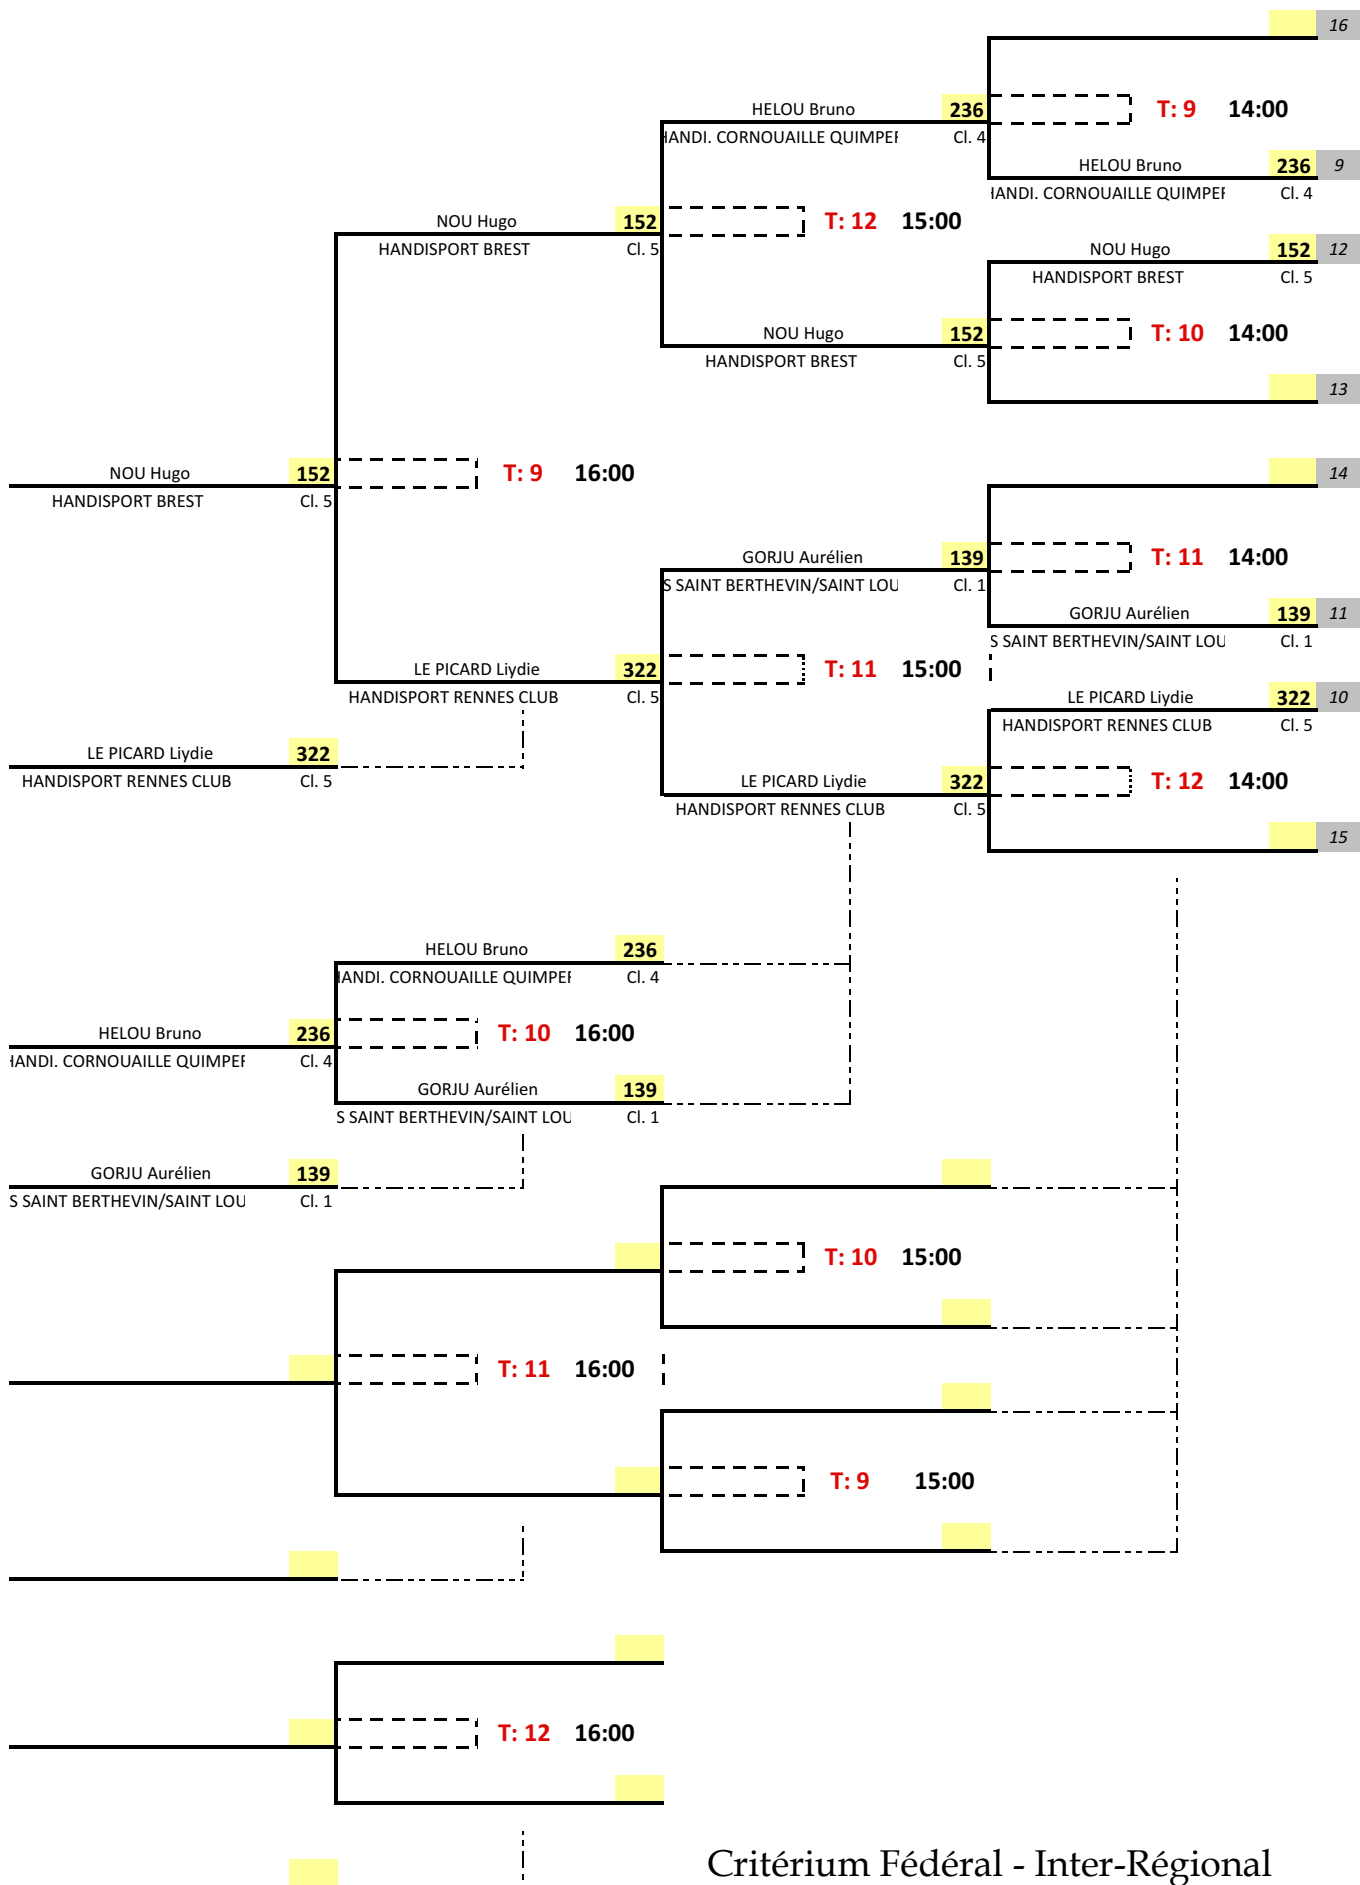 16
HELOU Bruno 236 T: 9 14:00
HANDI. CORNOUAILLE QUIMPER Cl. 4
HELOU Bruno 236 9
HANDI. CORNOUAILLE QUIMPER Cl. 4
NOU Hugo 152 T: 12 15:00
HANDISPORT BREST Cl. 5
NOU Hugo 152 12
HANDISPORT BREST Cl. 5
NOU Hugo 152 T: 10 14:00
HANDISPORT BREST Cl. 5
13
NOU Hugo 152 T: 9 16:00 14
HANDISPORT BREST Cl. 5
GORJU Aurélien 139 T: 11 14:00
S SAINT BERTHEVIN/SAINT LOU Cl. 1
GORJU Aurélien 139 11
S SAINT BERTHEVIN/SAINT LOU Cl. 1
LE PICARD Liydie 322 T: 11 15:00
HANDISPORT RENNES CLUB Cl. 5
LE PICARD Liydie 322 10
HANDISPORT RENNES CLUB Cl. 5
LE PICARD Liydie 322
HANDISPORT RENNES CLUB Cl. 5
LE PICARD Liydie 322 T: 12 14:00
HANDISPORT RENNES CLUB Cl. 5
15
HELOU Bruno 236
HANDI. CORNOUAILLE QUIMPER Cl. 4
HELOU Bruno 236 T: 10 16:00
HANDI. CORNOUAILLE QUIMPER Cl. 4
GORJU Aurélien 139
S SAINT BERTHEVIN/SAINT LOU Cl. 1
GORJU Aurélien 139
S SAINT BERTHEVIN/SAINT LOU Cl. 1
T: 10 15:00
T: 11 16:00
T: 9 15:00
T: 12 16:00
Critérium Fédéral - Inter-Régional